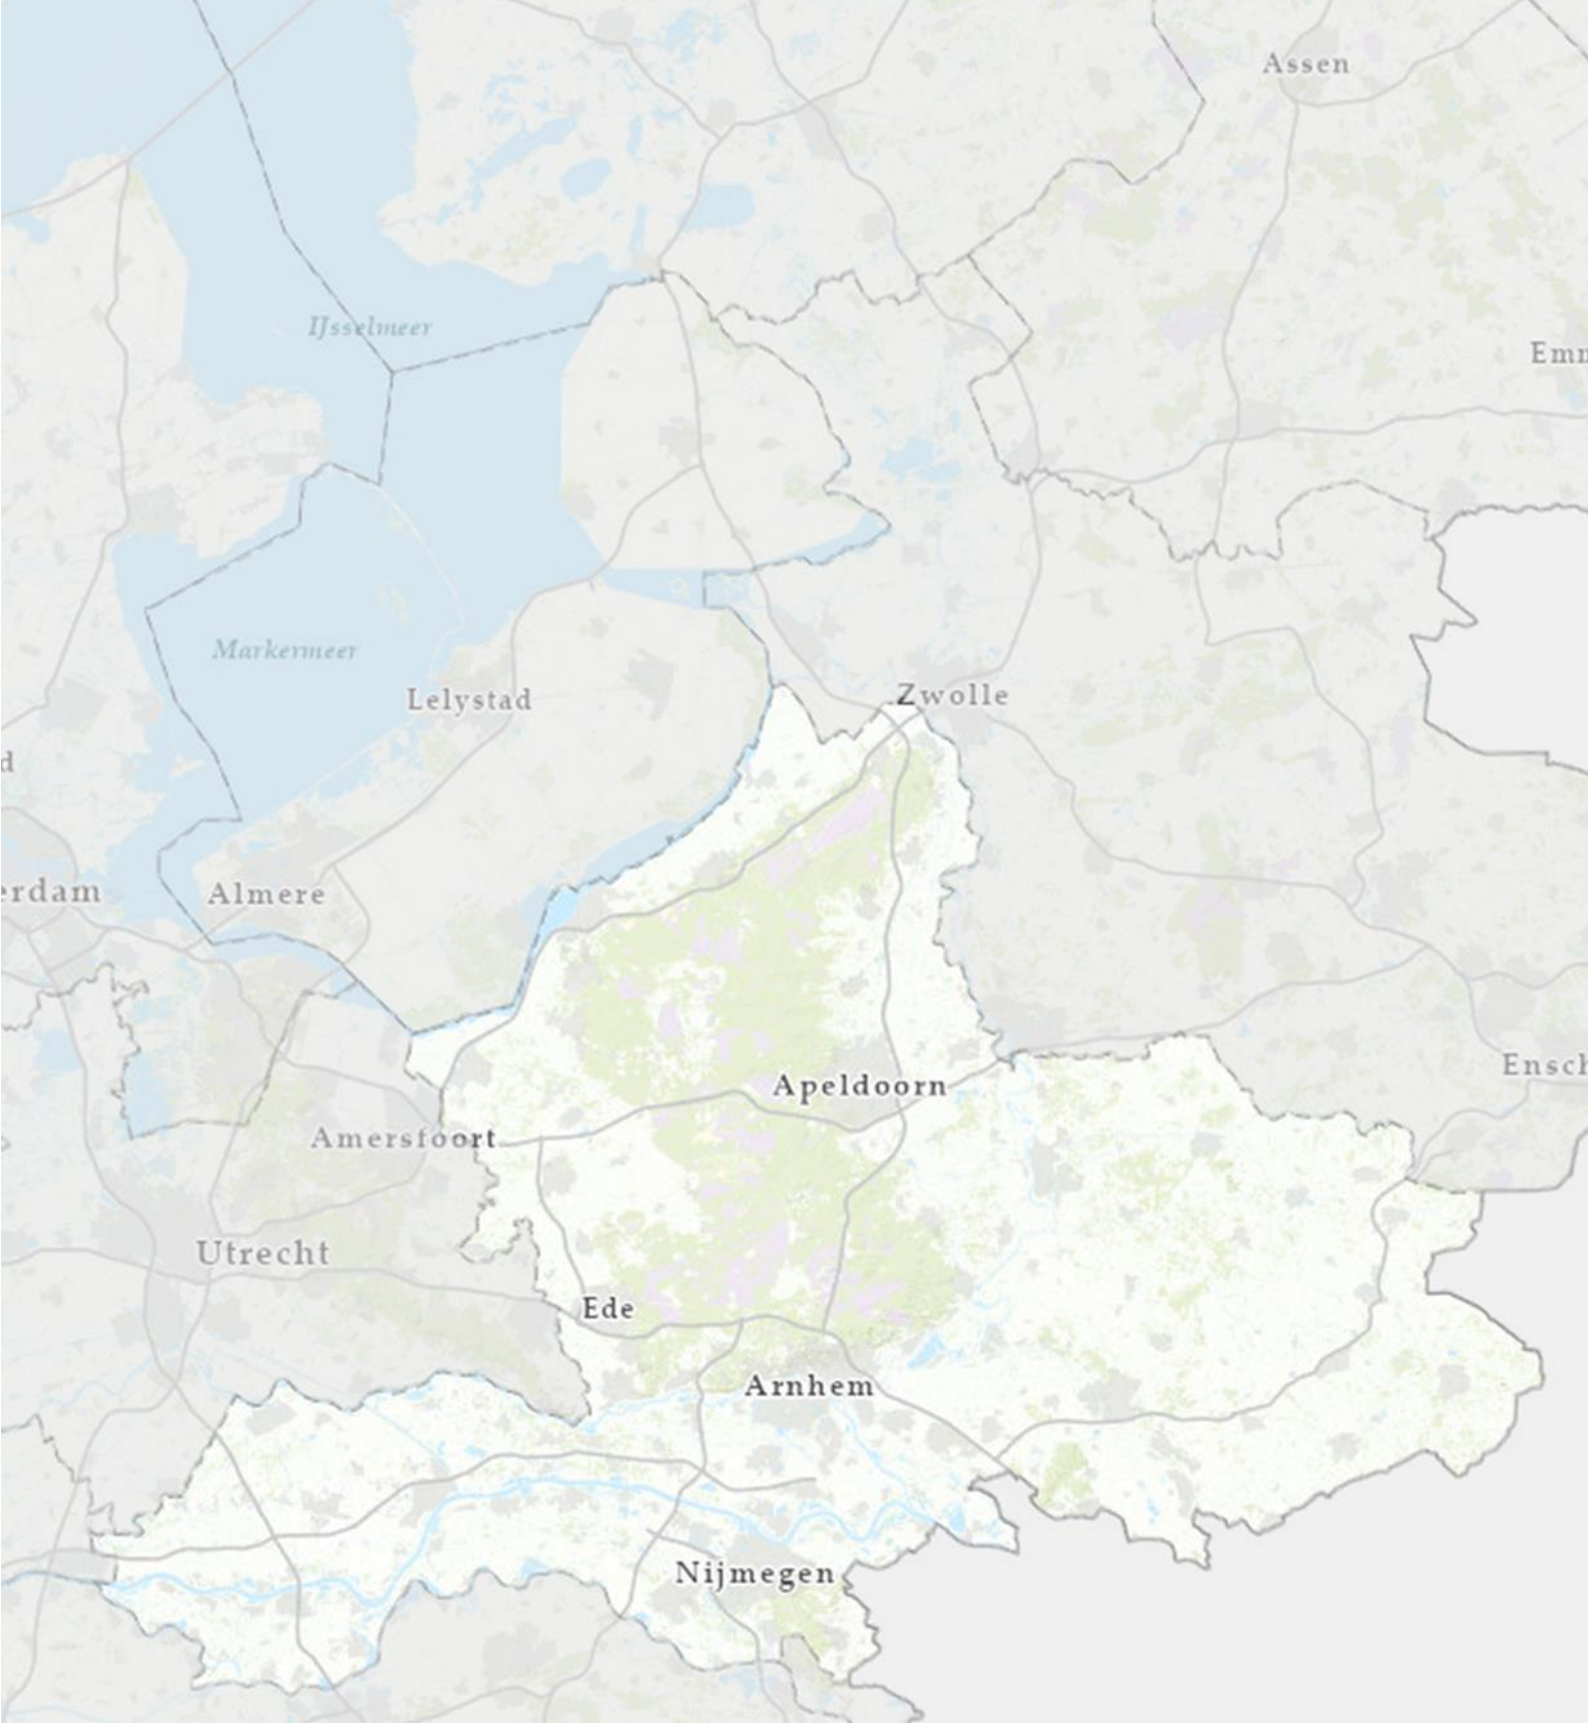 Assen
IJsselmeer
Emm
Markermeer
Lelystad
Zwolle
d
Almere
erdam
Apeldoorn
Ensch
Amersfoort
Utrecht
Ede
Arnhem
Nijmegen